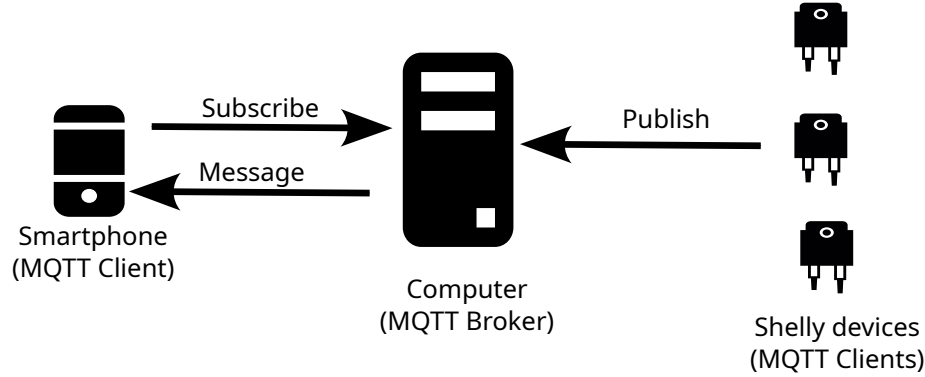 Subscribe
Message
Publish
Smartphone
(MQTT Client)
Computer
(MQTT Broker)
Shelly devices
(MQTT Clients)